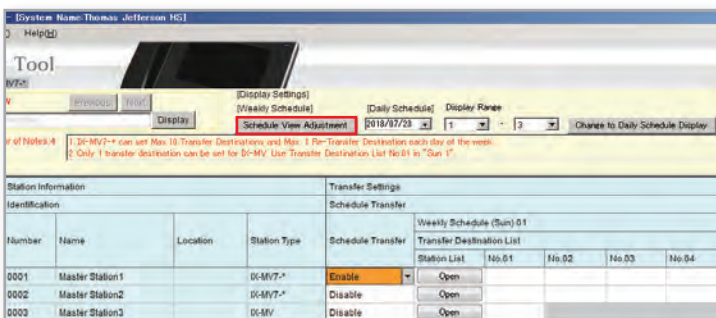 - [System Name-Thomas Jefferson HS]
) Help(H)
Tool
IV7-*
Previous Next
Display
[Display Settings]
[Weekly Schedule] [Daily Schedule] Display Range
Schedule View Adjustment 2018/07/23 1 - 3 Change to Daily Schedule Display
r of Notes:4
1.IX-MV7-* can set Max 10 Transfer Destinations and Max. 1 Re-Transfer Destination each day of the week.
2.Only 1 transfer destination can be set for IX-MV. Use Transfer Destination List No.01 in "Sun 1".
Station Information Transfer Settings
Identification Schedule Transfer
Weekly Schedule (Sun) 01
Number Name Location Station Type Schedule Transfer Transfer Destination List
Station List No.01 No.02 No.03 No.04
0001 Master Station1 IX-MV7-* Enable Open
0002 Master Station2 IX-MV7-* Disable Open
0003 Master Station3 IX-MV Disable Open